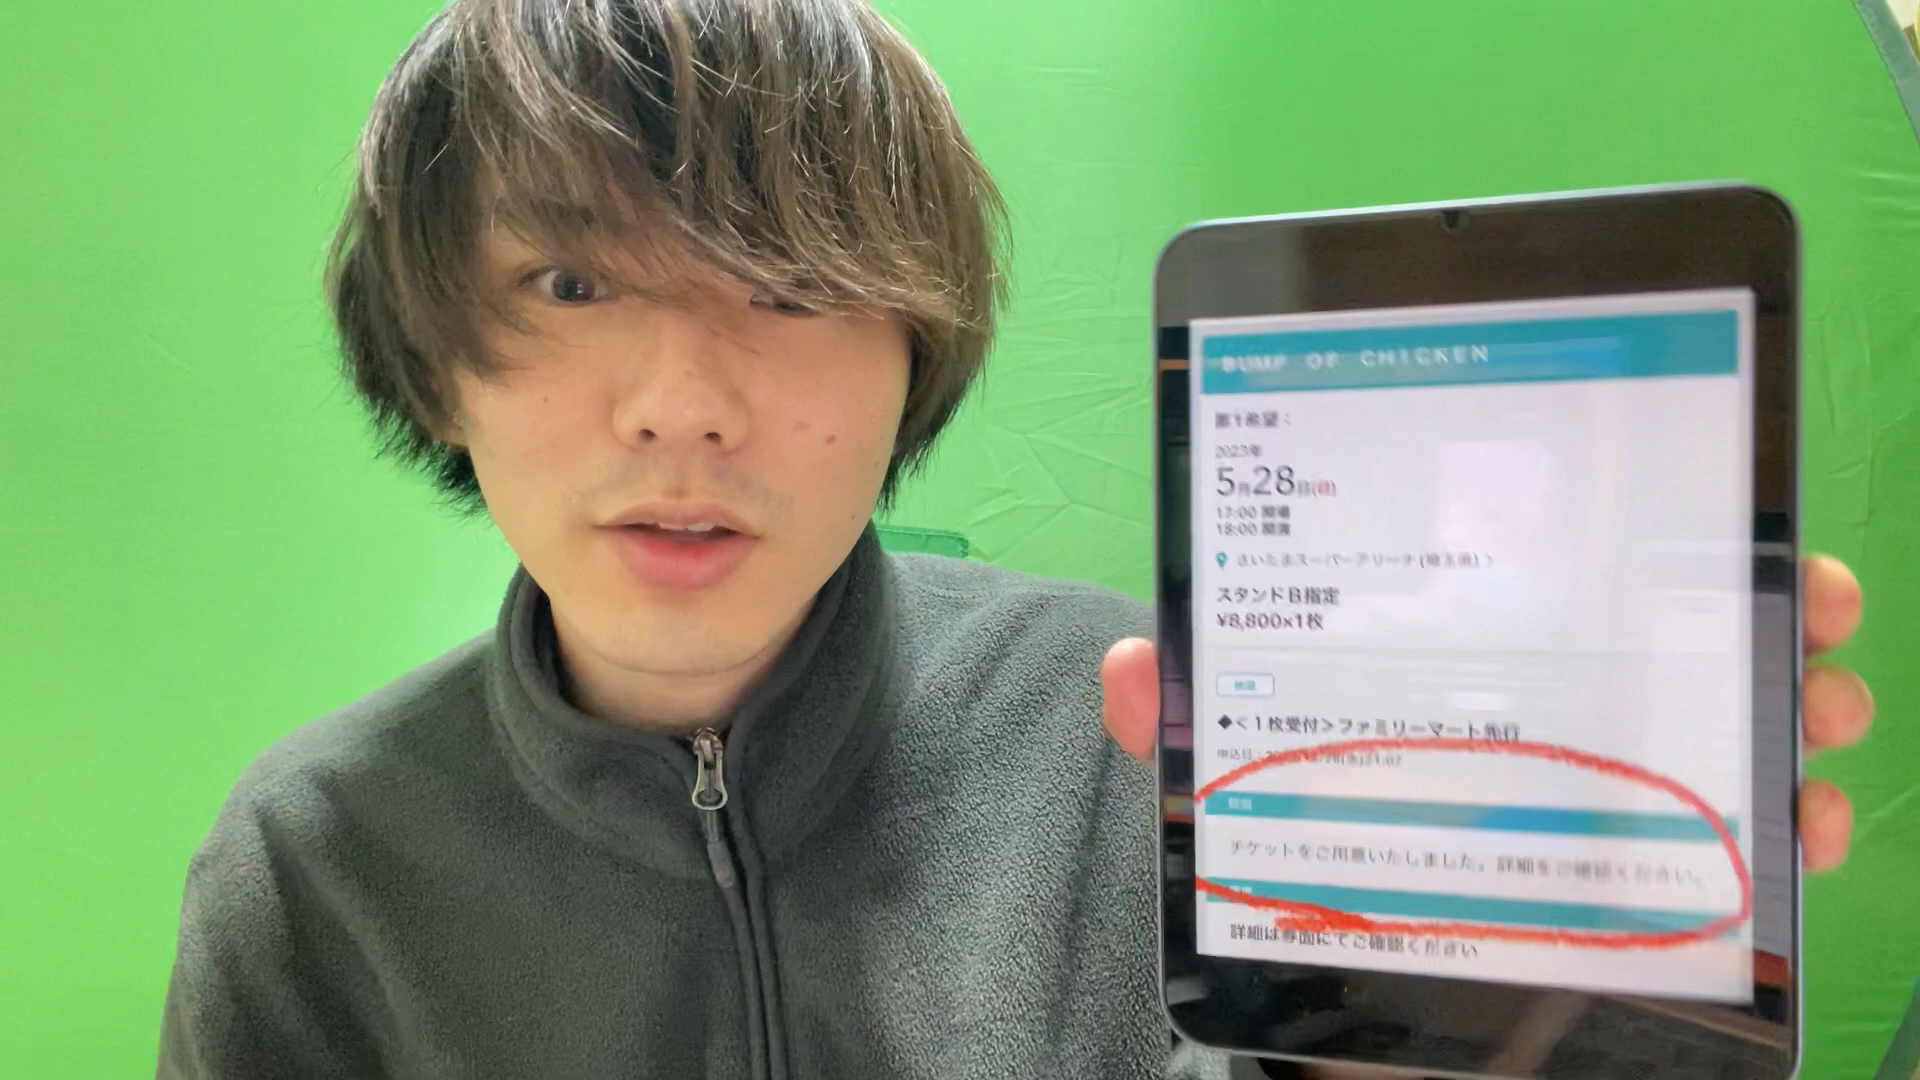 BUMP OF CHICKEN
第1希望：
2023年
5月28日(日)
17:00 開場
18:00 開演
さいたまスーパーアリーナ (埼玉県) >
スタンドB指定
¥8,800×1枚
◆<1枚受付>ファミリーマート先行
申込日：
チケットをご用意いたしました。詳細をご確認ください。
詳細は券面にてご確認ください